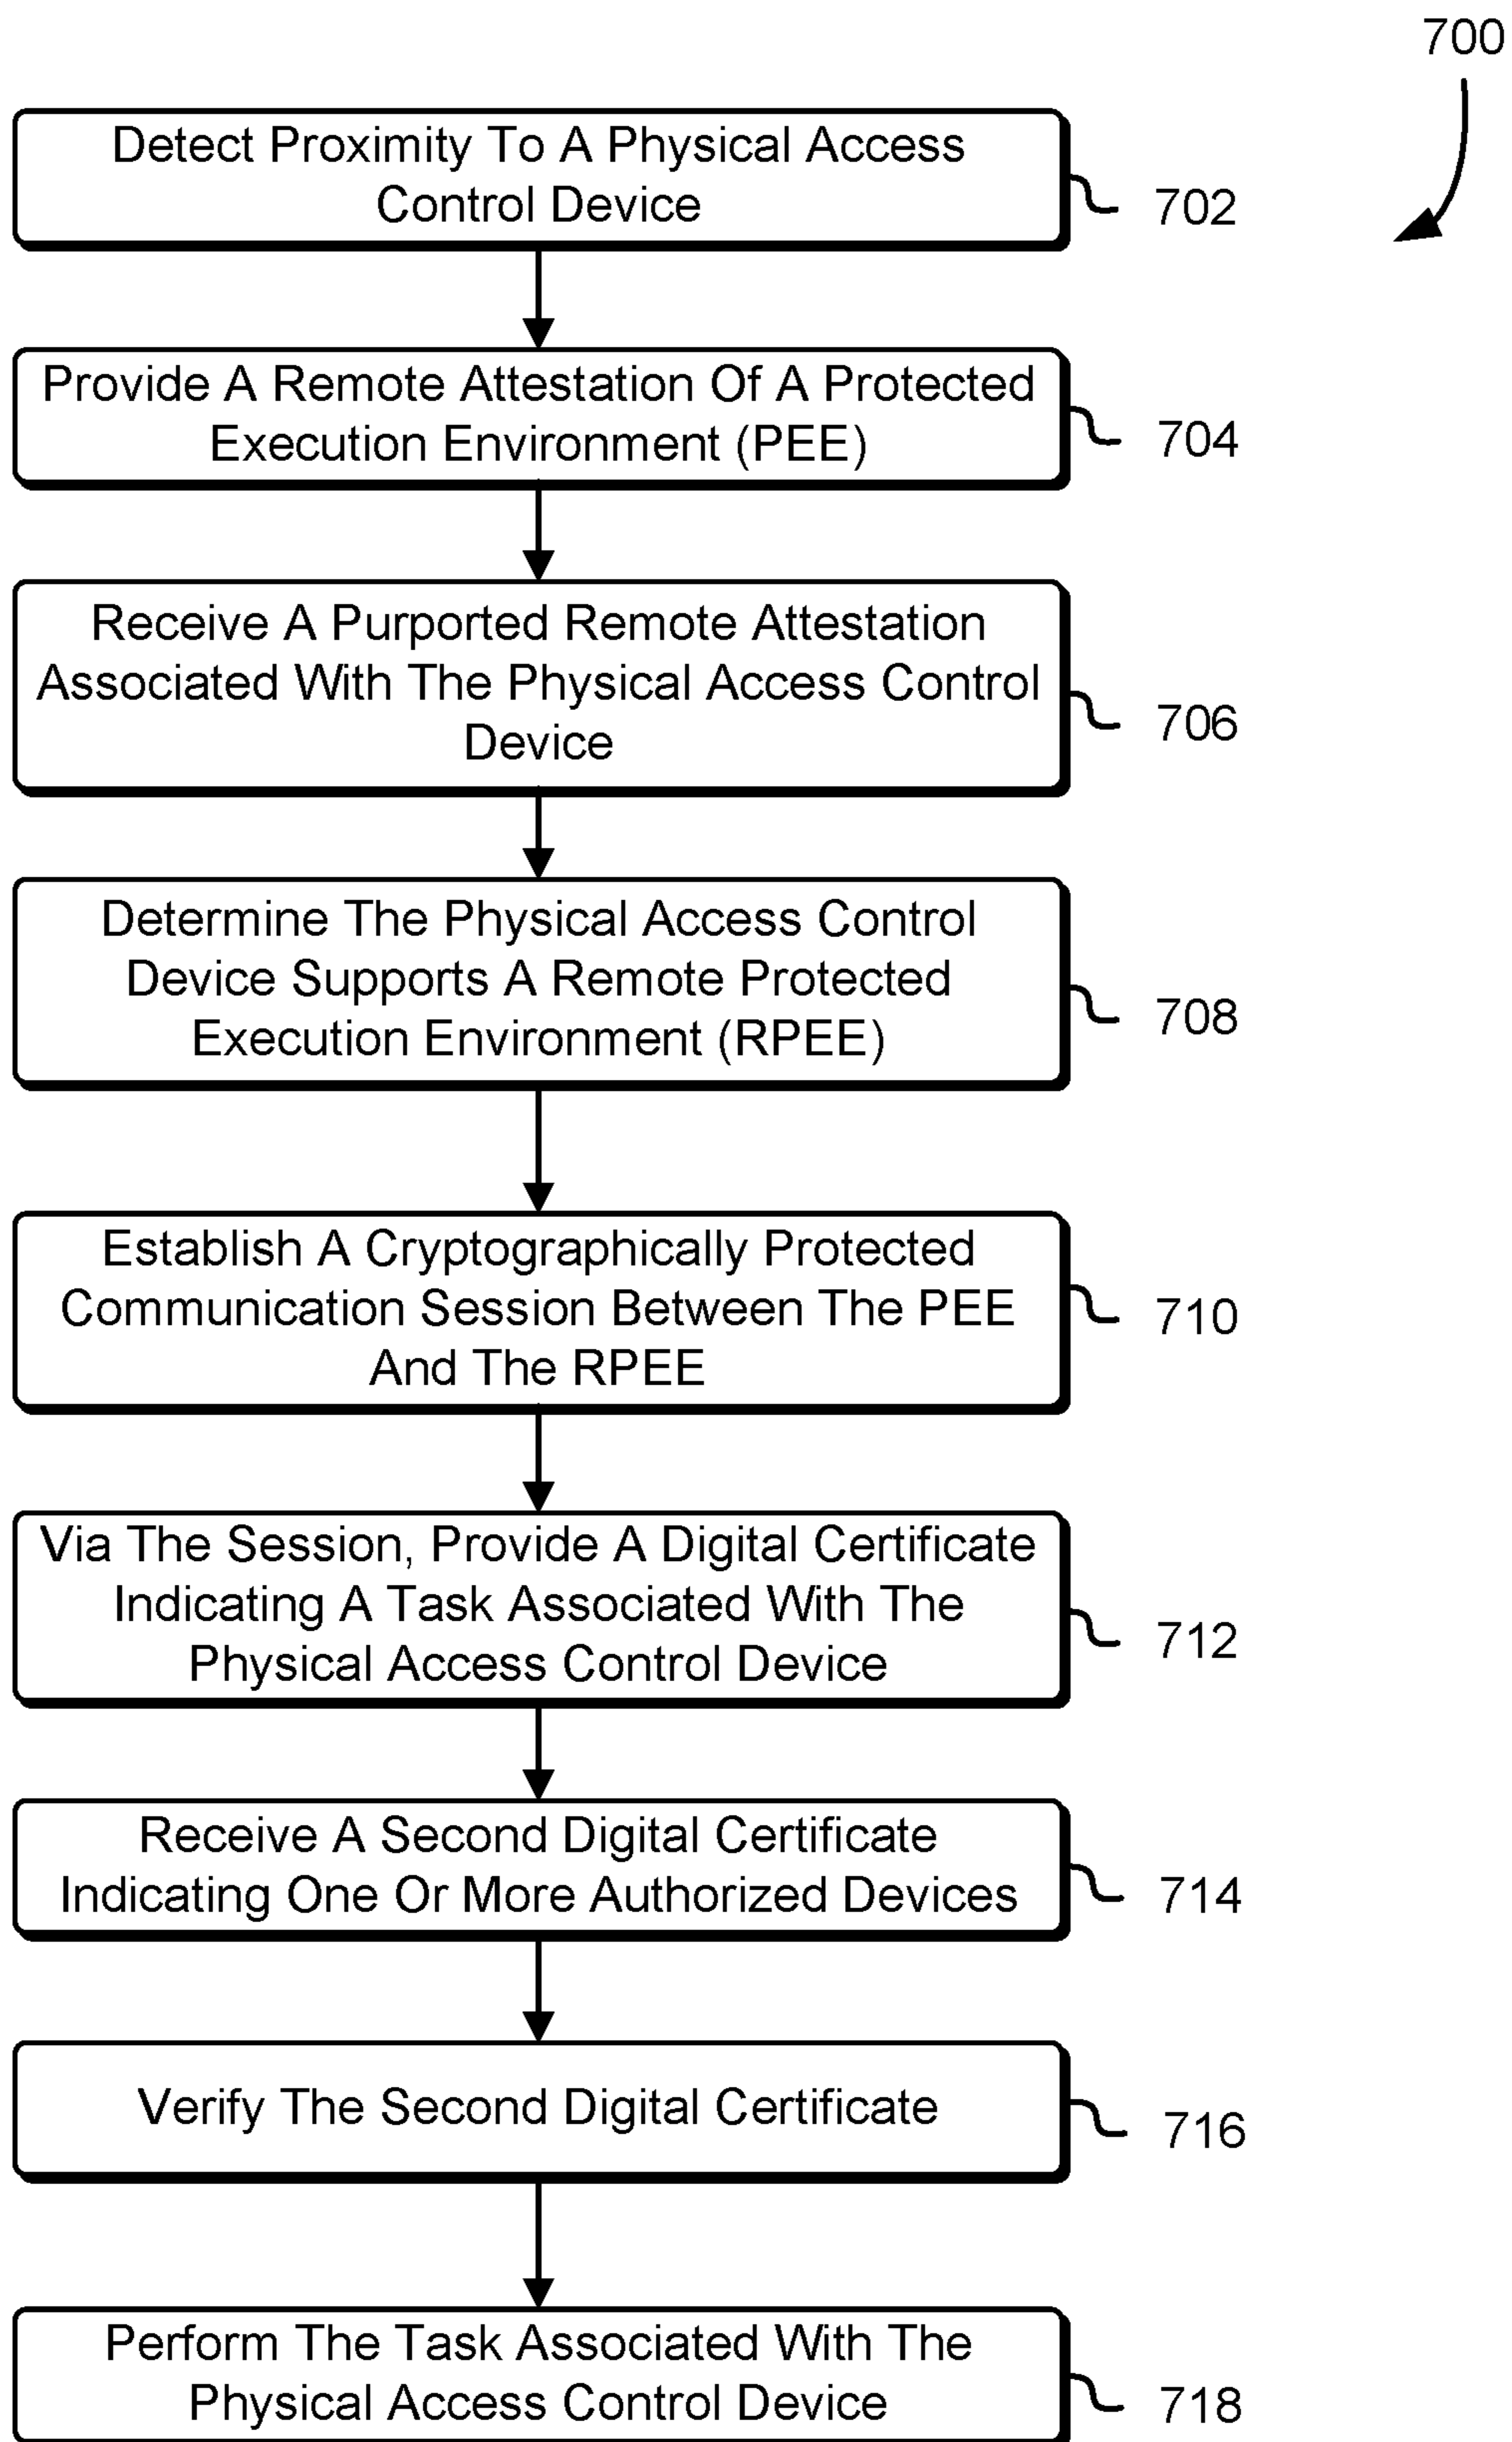 700
Detect Proximity To A Physical Access
Control Device
702
Provide A Remote Attestation Of A Protected
Execution Environment (PEE)
704
Receive A Purported Remote Attestation
Associated With The Physical Access Control
Device
706
Determine The Physical Access Control
Device Supports A Remote Protected
Execution Environment (RPEE)
708
Establish A Cryptographically Protected
Communication Session Between The PEE
And The RPEE
710
Via The Session, Provide A Digital Certificate
Indicating A Task Associated With The
Physical Access Control Device
712
Receive A Second Digital Certificate
Indicating One Or More Authorized Devices
714
Verify The Second Digital Certificate
716
Perform The Task Associated With The
Physical Access Control Device
718